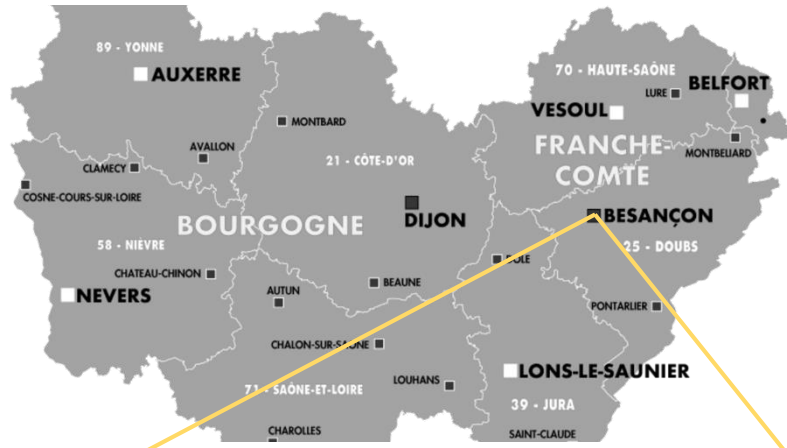 89 - YONNE
AUXERRE
70 - HAUTE-SAÔNE
BELFORT
LURE
VESOUL
MONTBARD
FRANCHE-
COMTE
MONTBELIARD
AVALLON
CLAMECY
21 - CÔTE-D'OR
COSNE-COURS-SUR-LOIRE
BOURGOGNE
DIJON
BESANÇON
58 - NIÈVRE
25 - DOUBS
DOLE
CHATEAU-CHINON
BEAUNE
NEVERS
AUTUN
PONTARLIER
CHALON-SUR-SAÔNE
LONS-LE-SAUNIER
LOUHANS
71 - SAÔNE-ET-LOIRE
39 - JURA
CHAROLLES
SAINT-CLAUDE